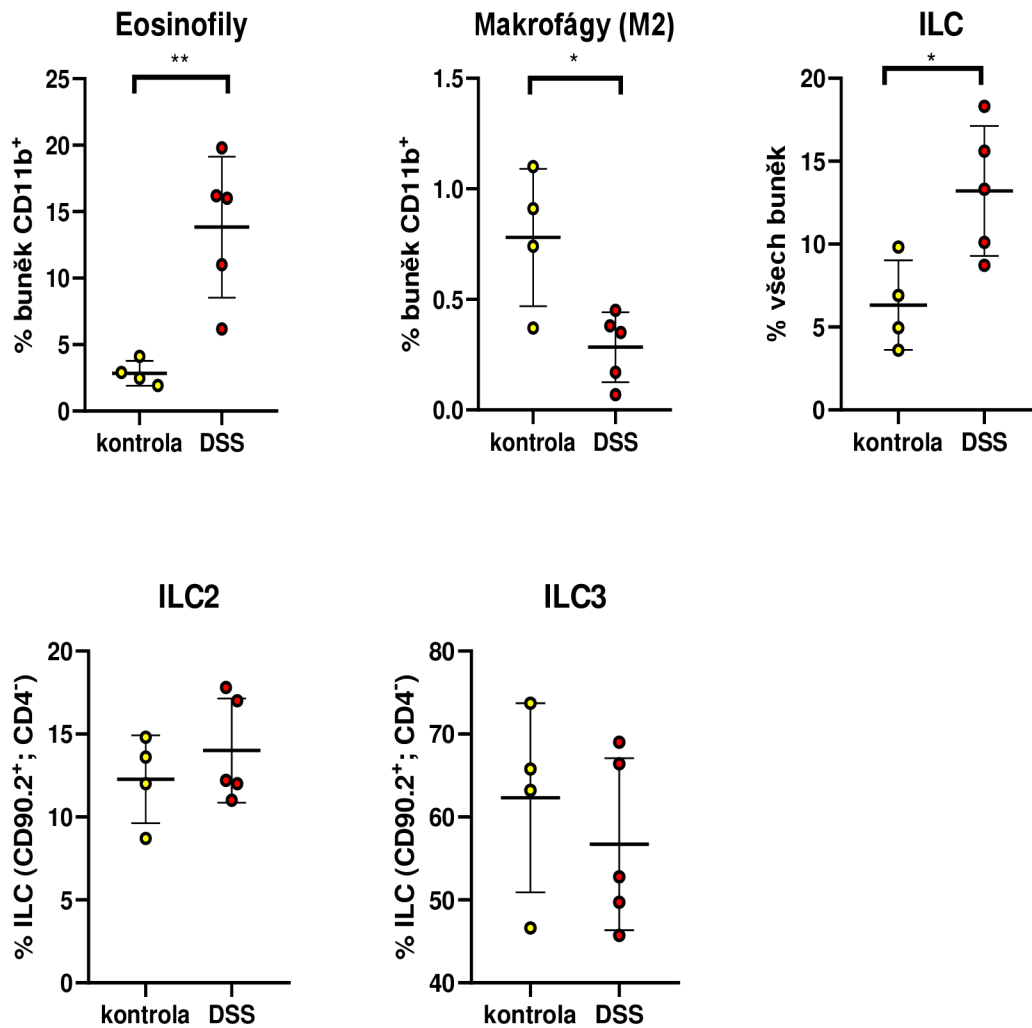 Eosinofily
**
25
20
15
10
5
0
% buněk CD11b⁺
kontrola DSS
Makrofágy (M2)
*
1.5
1.0
0.5
0.0
% buněk CD11b⁺
kontrola DSS
ILC
*
20
15
10
5
0
% všech buněk
kontrola DSS
ILC2
20
15
10
5
0
% ILC (CD90.2⁺; CD4⁻)
kontrola DSS
ILC3
80
70
60
50
40
% ILC (CD90.2⁺; CD4⁻)
kontrola DSS